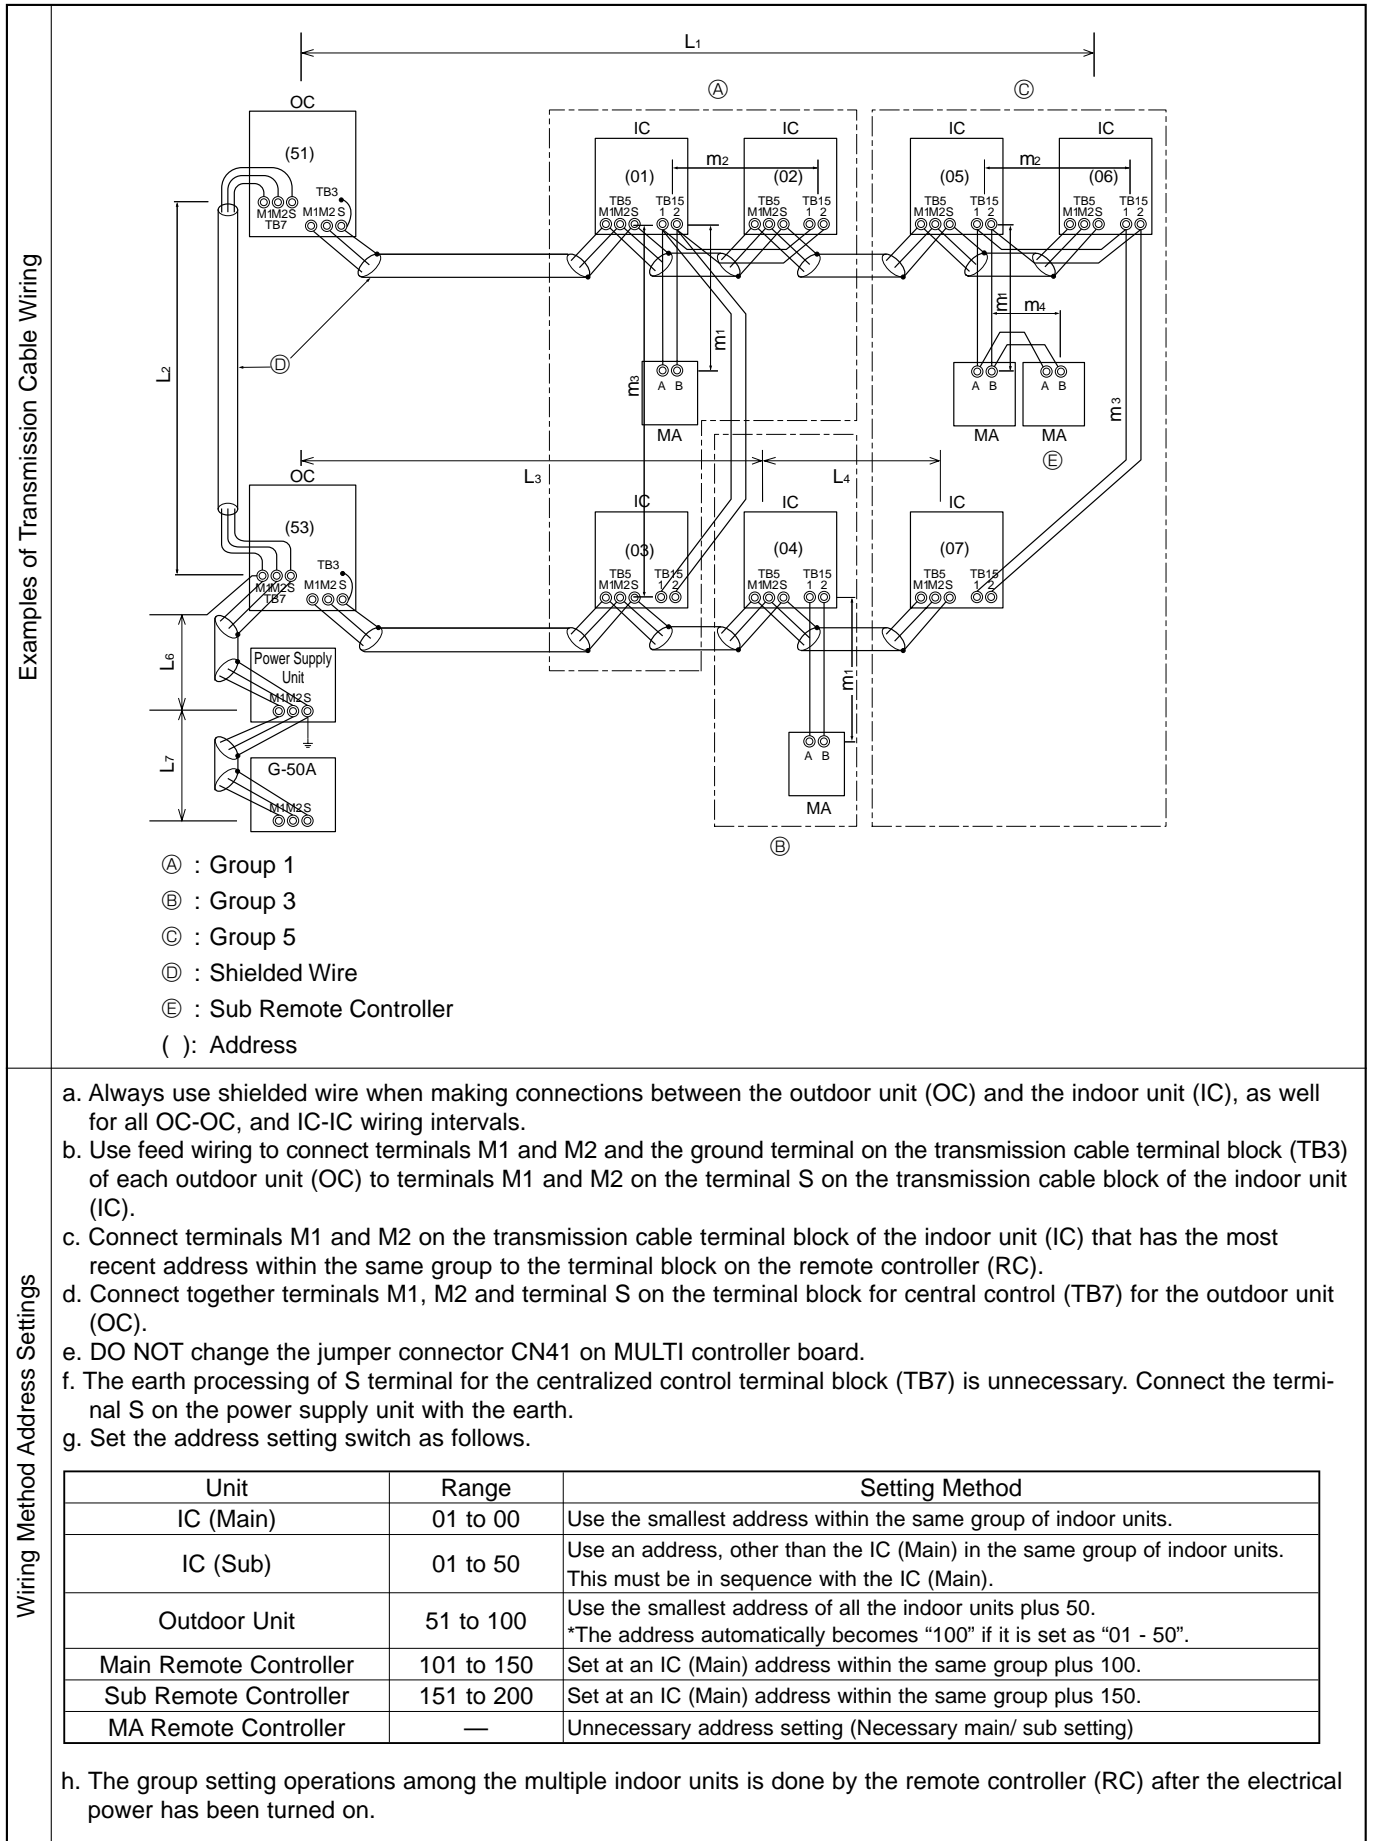 Examples of Transmission Cable Wiring
L1
Ⓐ
Ⓒ
OC
(51)
TB3
M1M2S
TB7
M1M2 S
IC
(01)
TB5
M1M2S
TB15
1 2
m2
IC
(02)
TB5
M1M2S
TB15
1 2
IC
(05)
TB5
M1M2S
TB15
1 2
m2
IC
(06)
TB5
M1M2S
TB15
1 2
L2
Ⓓ
m3
m1
A B
MA
m1
m4
A B
MA
A B
MA
Ⓔ
m3
L3
L4
OC
(53)
TB3
M1M2S
TB7
M1M2 S
IC
(03)
TB5
M1M2S
TB15
1 2
IC
(04)
TB5
M1M2S
TB15
1 2
IC
(07)
TB5
M1M2S
TB15
1 2
L6
Power Supply
Unit
M1M2S
m1
A B
MA
L7
G-50A
M1M2S
Ⓑ
Ⓐ : Group 1
Ⓑ : Group 3
Ⓒ : Group 5
Ⓓ : Shielded Wire
Ⓔ : Sub Remote Controller
( ): Address
Wiring Method Address Settings
a. Always use shielded wire when making connections between the outdoor unit (OC) and the indoor unit (IC), as well
for all OC-OC, and IC-IC wiring intervals.
b. Use feed wiring to connect terminals M1 and M2 and the ground terminal on the transmission cable terminal block (TB3)
of each outdoor unit (OC) to terminals M1 and M2 on the terminal S on the transmission cable block of the indoor unit
(IC).
c. Connect terminals M1 and M2 on the transmission cable terminal block of the indoor unit (IC) that has the most
recent address within the same group to the terminal block on the remote controller (RC).
d. Connect together terminals M1, M2 and terminal S on the terminal block for central control (TB7) for the outdoor unit
(OC).
e. DO NOT change the jumper connector CN41 on MULTI controller board.
f. The earth processing of S terminal for the centralized control terminal block (TB7) is unnecessary. Connect the termi-
nal S on the power supply unit with the earth.
g. Set the address setting switch as follows.
Unit Range Setting Method
IC (Main) 01 to 00 Use the smallest address within the same group of indoor units.
IC (Sub) 01 to 50 Use an address, other than the IC (Main) in the same group of indoor units.
This must be in sequence with the IC (Main).
Outdoor Unit 51 to 100 Use the smallest address of all the indoor units plus 50.
*The address automatically becomes “100” if it is set as “01 - 50”.
Main Remote Controller 101 to 150 Set at an IC (Main) address within the same group plus 100.
Sub Remote Controller 151 to 200 Set at an IC (Main) address within the same group plus 150.
MA Remote Controller — Unnecessary address setting (Necessary main/ sub setting)
h. The group setting operations among the multiple indoor units is done by the remote controller (RC) after the electrical
power has been turned on.